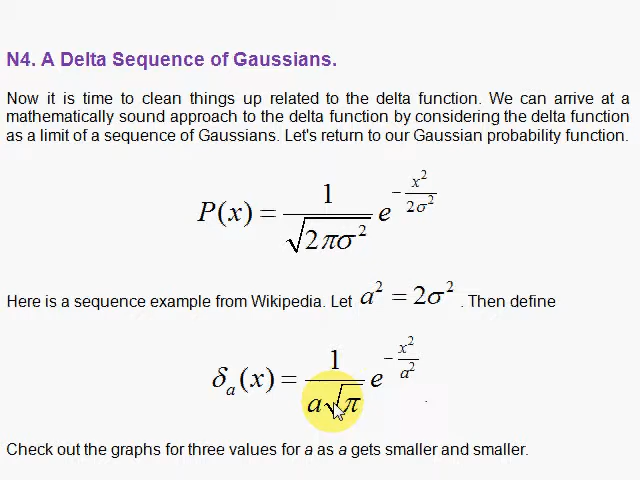 N4. A Delta Sequence of Gaussians.
Now it is time to clean things up related to the delta function. We can arrive at a
mathematically sound approach to the delta function by considering the delta function
as a limit of a sequence of Gaussians. Let's return to our Gaussian probability function.
P(x) = 1/√(2πσ²) e^(−x²/2σ²)
Here is a sequence example from Wikipedia. Let a² = 2σ². Then define
δₐ(x) = 1/(a√π) e^(−x²/a²).
Check out the graphs for three values for a as a gets smaller and smaller.